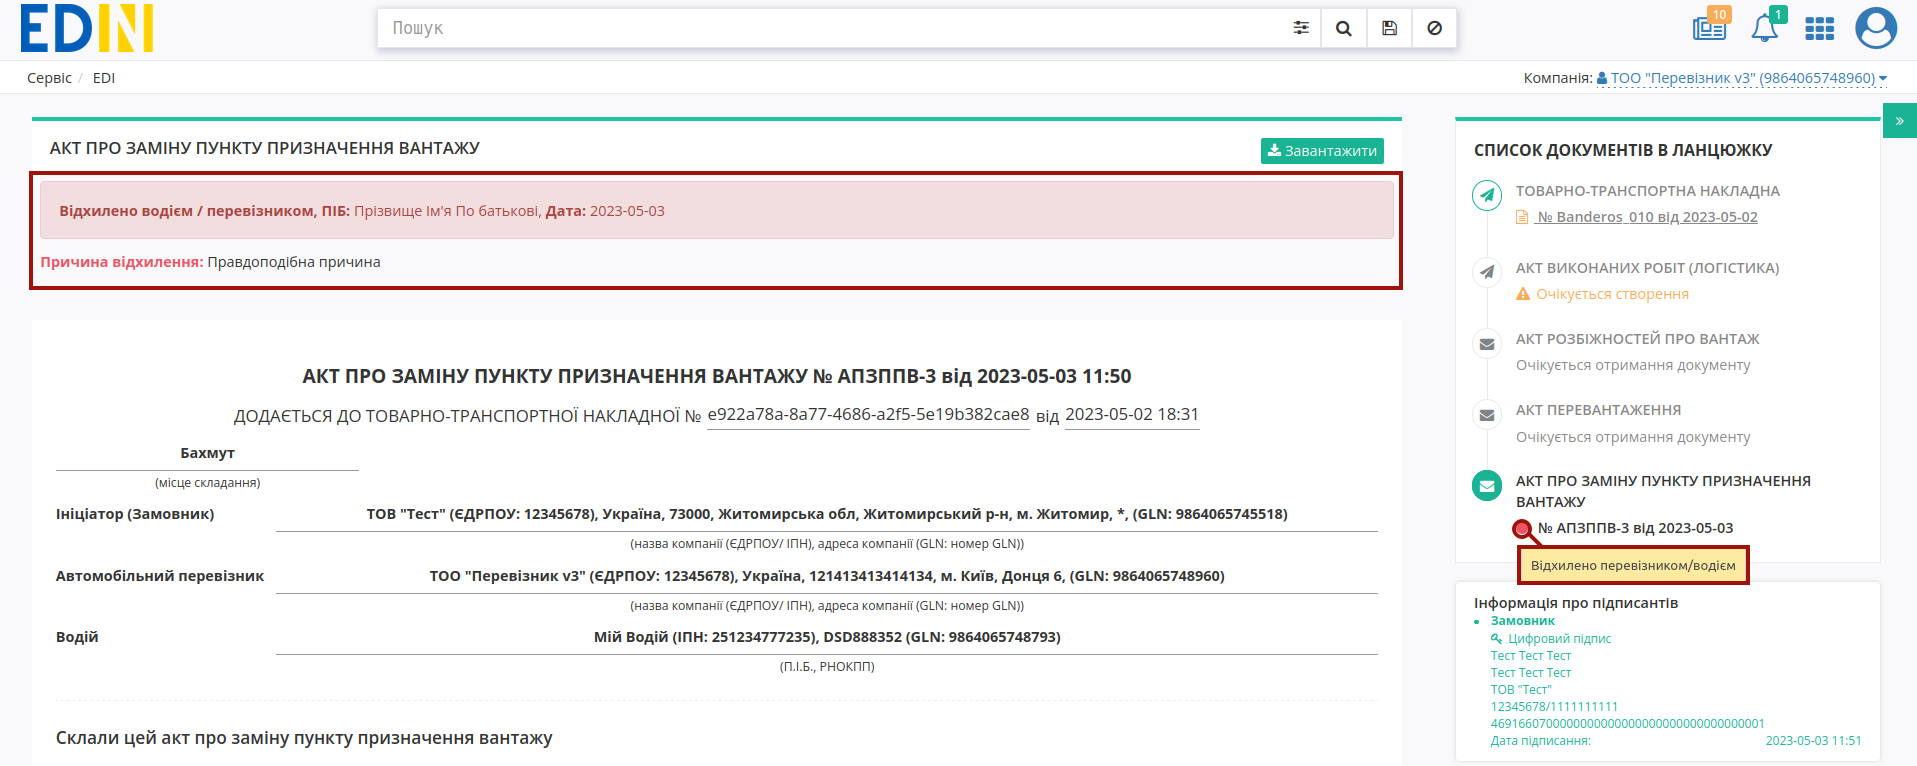 EDIN
Пошук
10
1
Сервіс / EDI
Компанія: ТОО "Перевізник v3" (9864065748960)
АКТ ПРО ЗАМІНУ ПУНКТУ ПРИЗНАЧЕННЯ ВАНТАЖУ
Завантажити
Відхилено водієм / перевізником, ПІБ: Прізвище Ім'я По батькові, Дата: 2023-05-03
Причина відхилення: Правдоподібна причина
АКТ ПРО ЗАМІНУ ПУНКТУ ПРИЗНАЧЕННЯ ВАНТАЖУ № АПЗППВ-3 від 2023-05-03 11:50
ДОДАЄТЬСЯ ДО ТОВАРНО-ТРАНСПОРТНОЇ НАКЛАДНОЇ № e922a78a-8a77-4686-a2f5-5e19b382cae8 від 2023-05-02 18:31
Бахмут
(місце складання)
Ініціатор (Замовник) ТОВ "Тест" (ЄДРПОУ: 12345678), Україна, 73000, Житомирська обл, Житомирський р-н, м. Житомир, *, (GLN: 9864065745518)
(назва компанії (ЄДРПОУ/ ІПН), адреса компанії (GLN: номер GLN))
Автомобільний перевізник ТОО "Перевізник v3" (ЄДРПОУ: 12345678), Україна, 121413413414134, м. Київ, Донця 6, (GLN: 9864065748960)
(назва компанії (ЄДРПОУ/ ІПН), адреса компанії (GLN: номер GLN))
Водій Мій Водій (ІПН: 251234777235), DSD888352 (GLN: 9864065748793)
(П.І.Б., РНОКПП)
Склали цей акт про заміну пункту призначення вантажу
»
СПИСОК ДОКУМЕНТІВ В ЛАНЦЮЖКУ
ТОВАРНО-ТРАНСПОРТНА НАКЛАДНА
№ Banderos_010 від 2023-05-02
АКТ ВИКОНАНИХ РОБІТ (ЛОГІСТИКА)
Очікується створення
АКТ РОЗБІЖНОСТЕЙ ПРО ВАНТАЖ
Очікується отримання документу
АКТ ПЕРЕВАНТАЖЕННЯ
Очікується отримання документу
АКТ ПРО ЗАМІНУ ПУНКТУ ПРИЗНАЧЕННЯ
ВАНТАЖУ
№ АПЗППВ-3 від 2023-05-03
Відхилено перевізником/водієм
Інформація про підписантів
Замовник
Цифровий підпис
Тест Тест Тест
Тест Тест Тест
ТОВ "Тест"
12345678/1111111111
Дата підписання: 2023-05-03 11:51